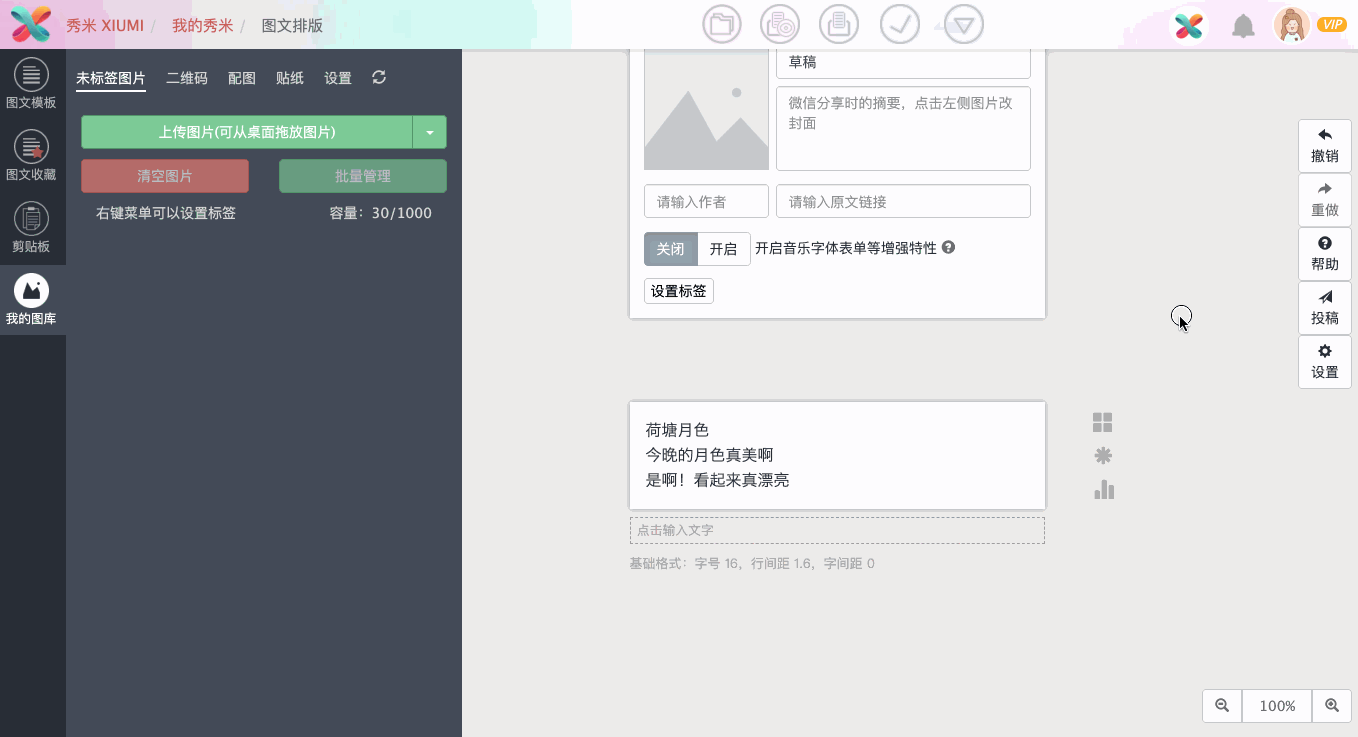 秀米 XIUMI / 我的秀米 / 图文排版
VIP
图文模板
图文收藏
剪贴板
我的图库
未标签图片 二维码 配图 贴纸 设置
上传图片(可从桌面拖放图片)
清空图片 批量管理
右键菜单可以设置标签 容量：30/1000
草稿
微信分享时的摘要，点击左侧图片改
封面
请输入作者 请输入原文链接
关闭 开启 开启音乐字体表单等增强特性
设置标签
荷塘月色
今晚的月色真美啊
是啊！看起来真漂亮
点击输入文字
基础格式：字号 16，行间距 1.6，字间距 0
撤销
重做
帮助
投稿
设置
100%